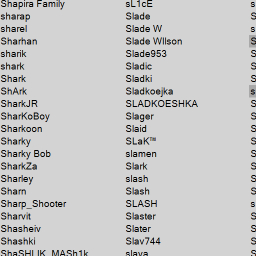 Shapira Family sL1cE s
sharap Slade S
sharel Slade W S
Sharhan Slade WIlson S
sharik Slade953 S
shark Sladic S
Shark Sladki S
ShArk Sladkoejka s
SharkJR SLADKOESHKA S
SharKoBoy Slager S
Sharkoon Slaid S
Sharky SLaK™ S
Sharky Bob slamen S
SharkZa Slark S
Sharley slash S
Sharn Slash S
Sharp_Shooter SLASH s
Sharvit Slaster S
Shasheiv Slater S
Shashki Slav744 S
ShaSHLIK_MASh1k slava S